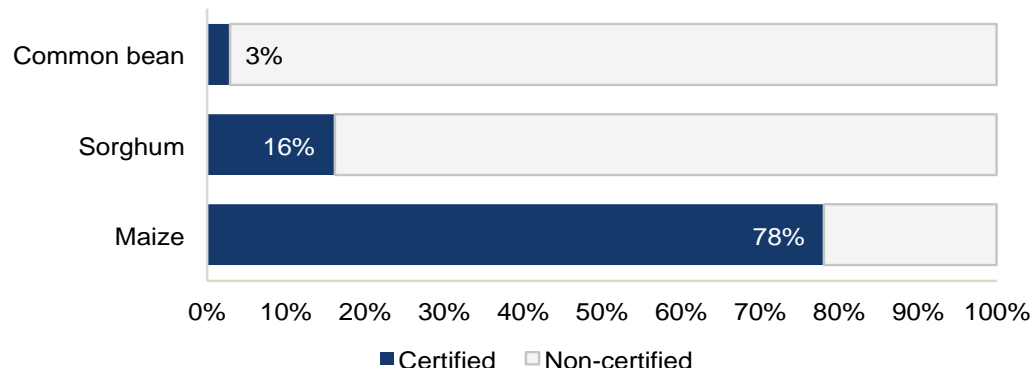 Common bean 3%
Sorghum 16%
Maize 78%
0% 10% 20% 30% 40% 50% 60% 70% 80% 90% 100%
Certified Non-certified